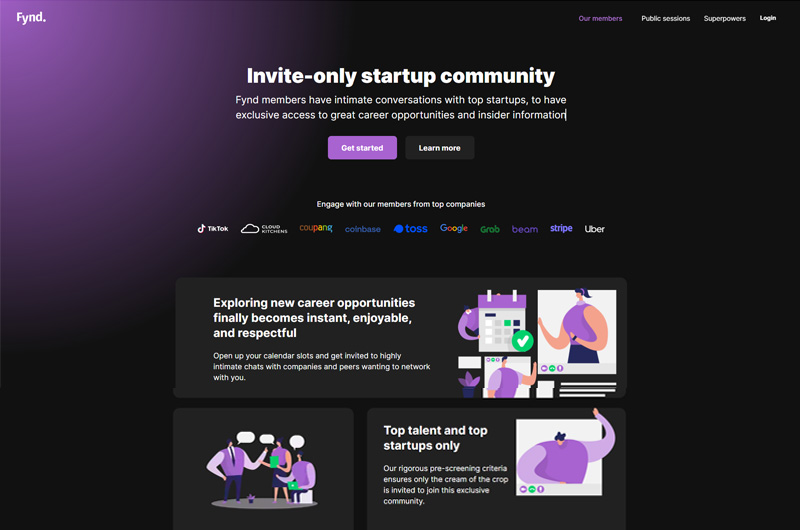 Fynd.
Our members
Public sessions
Superpowers
Login
Invite-only startup community
Fynd members have intimate conversations with top startups, to have
exclusive access to great career opportunities and insider information
Get started
Learn more
Engage with our members from top companies
TikTok
CLOUD
KITCHENS
coupang
coinbase
toss
Google
Grab
beam
stripe
Uber
Exploring new career opportunities
finally becomes instant, enjoyable,
and respectful
Open up your calendar slots and get invited to highly
intimate chats with companies and peers wanting to network
with you.
Top talent and top
startups only
Our rigorous pre-screening criteria
ensures only the cream of the crop
is invited to join this exclusive
community.